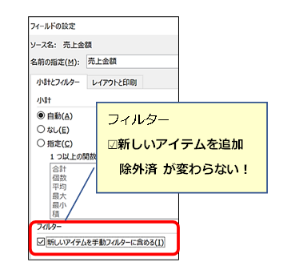 フィールドの設定
ソース名: 売上金額
名前の指定(M): 売上金額
小計とフィルター レイアウトと印刷
小計
自動(A)
なし(E)
指定(C)
1 つ以上の関数
合計
個数
平均
最大
最小
積
フィルター
☑新しいアイテムを追加
除外済 が変わらない！
フィルター
☑ 新しいアイテムを手動フィルターに含める(I)